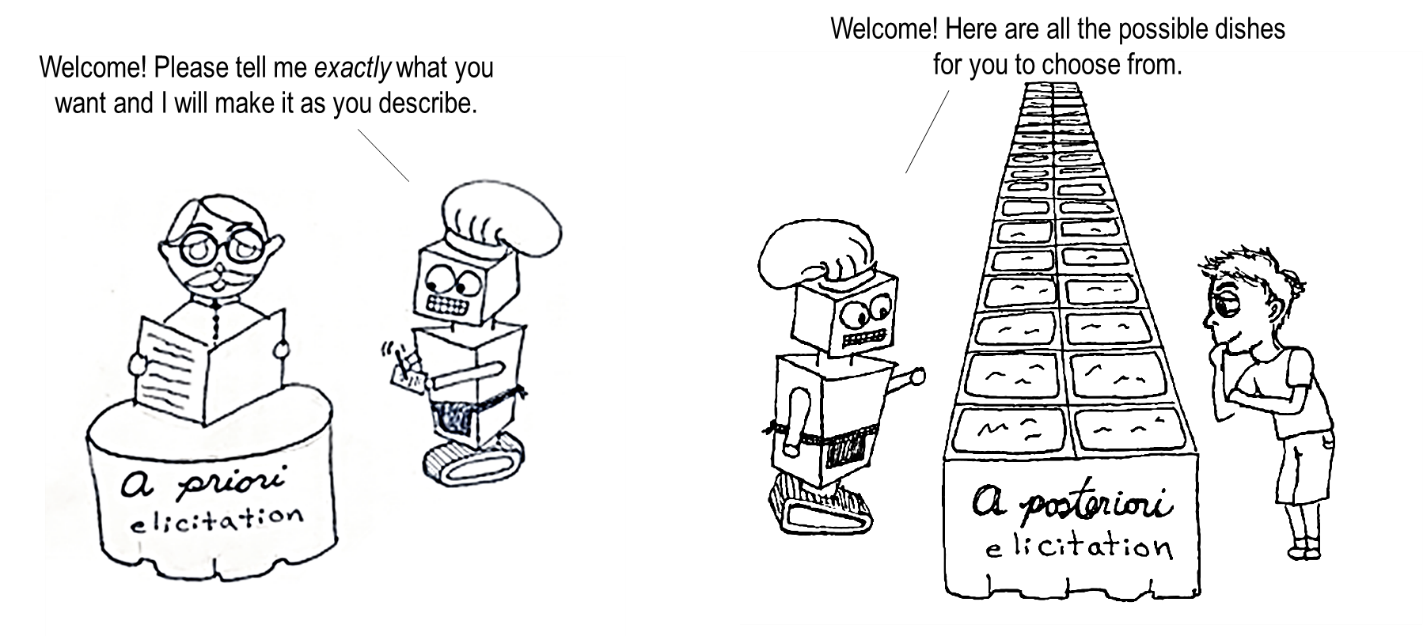 Welcome! Please tell me exactly what you
want and I will make it as you describe.
a priori
elicitation
Welcome! Here are all the possible dishes
for you to choose from.
a posteriori
elicitation